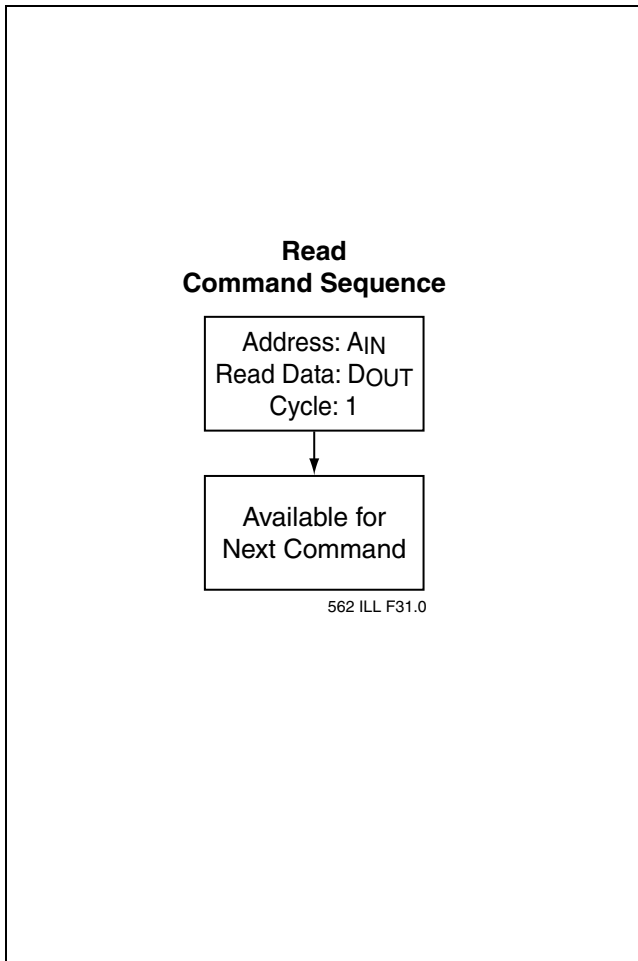 Read
Command Sequence
Address: AIN
Read Data: DOUT
Cycle: 1
Available for
Next Command
562 ILL F31.0